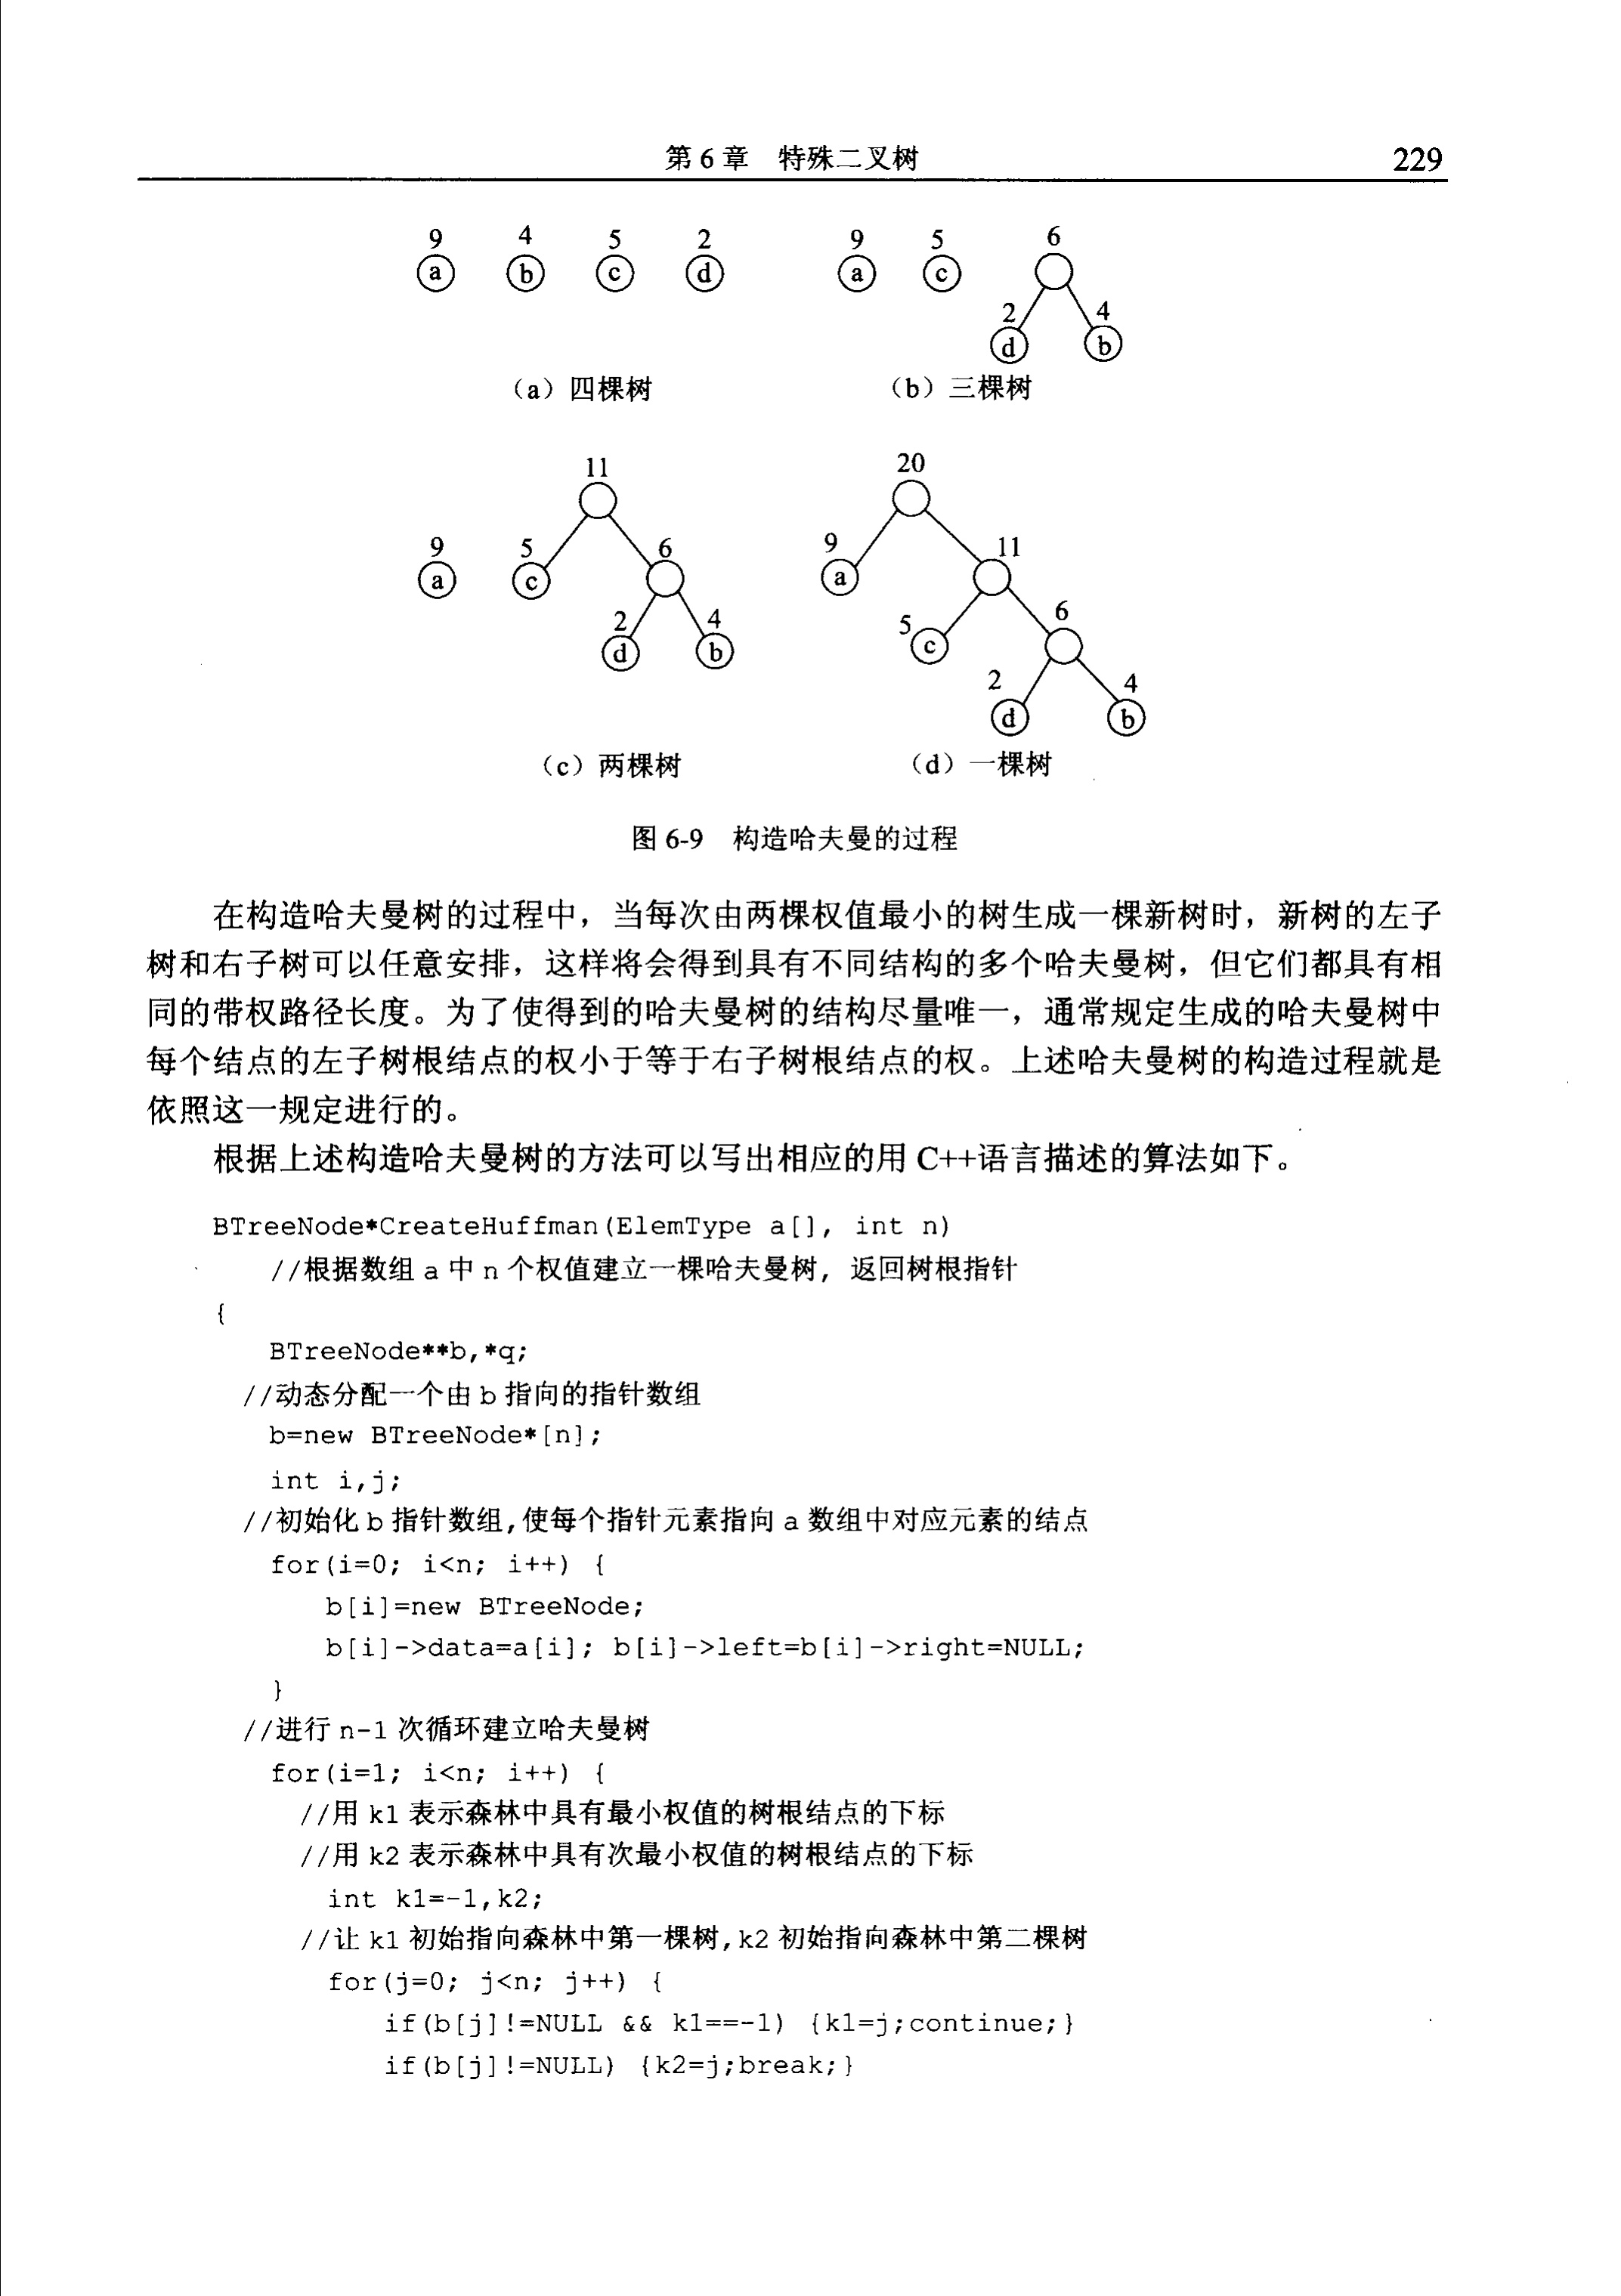 第6章 特殊二叉树 229
9 4 5 2
a b c d
9 5 6
a c
2 4
d b
(a) 四棵树 (b) 三棵树
11
9 5 6
a c
2 4
d b
20
9 11
a
5 6
c
2 4
d b
(c) 两棵树 (d) 一棵树
图 6-9 构造哈夫曼的过程
在构造哈夫曼树的过程中，当每次由两棵权值最小的树生成一棵新树时，新树的左子
树和右子树可以任意安排，这样将会得到具有不同结构的多个哈夫曼树，但它们都具有相
同的带权路径长度。为了使得到的哈夫曼树的结构尽量唯一，通常规定生成的哈夫曼树中
每个结点的左子树根结点的权小于等于右子树根结点的权。上述哈夫曼树的构造过程就是
依照这一规定进行的。
根据上述构造哈夫曼树的方法可以写出相应的用 C++语言描述的算法如下。
BTreeNode*CreateHuffman(ElemType a[], int n)
//根据数组 a 中 n 个权值建立一棵哈夫曼树, 返回树根指针
{
BTreeNode**b,*q;
//动态分配一个由 b 指向的指针数组
b=new BTreeNode*[n];
int i,j;
//初始化 b 指针数组,使每个指针元素指向 a 数组中对应元素的结点
for(i=0; i<n; i++) {
b[i]=new BTreeNode;
b[i]->data=a[i]; b[i]->left=b[i]->right=NULL;
}
//进行 n-1 次循环建立哈夫曼树
for(i=1; i<n; i++) {
//用 k1 表示森林中具有最小权值的树根结点的下标
//用 k2 表示森林中具有次最小权值的树根结点的下标
int k1=-1,k2;
//让 k1 初始指向森林中第一棵树,k2 初始指向森林中第二棵树
for(j=0; j<n; j++) {
if(b[j]!=NULL && k1==-1) {k1=j;continue;}
if(b[j]!=NULL) {k2=j;break;}